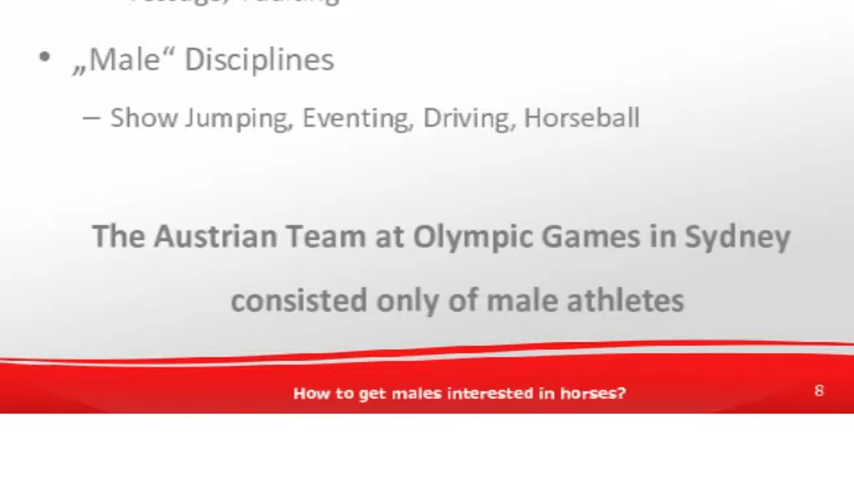 • „Male“ Disciplines
– Show Jumping, Eventing, Driving, Horseball
The Austrian Team at Olympic Games in Sydney
consisted only of male athletes
How to get males interested in horses?
8